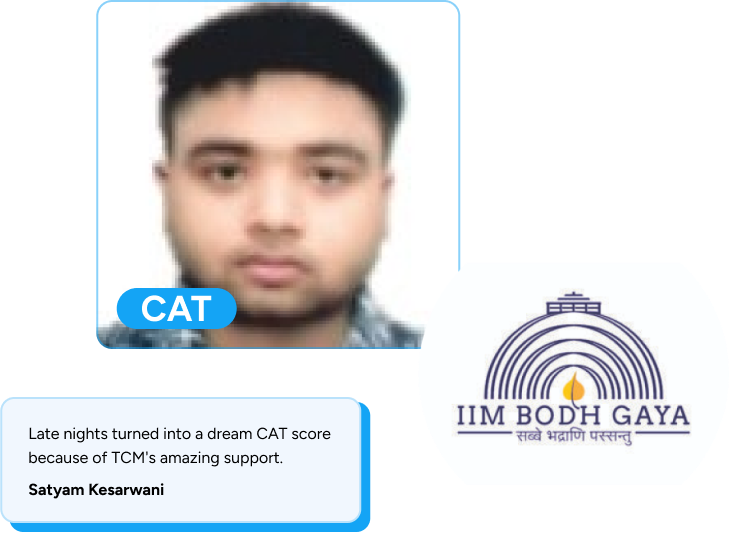 CAT
IIM BODH GAYA
सब्बे भद्राणि पस्सन्तु
Late nights turned into a dream CAT score
because of TCM's amazing support.
Satyam Kesarwani